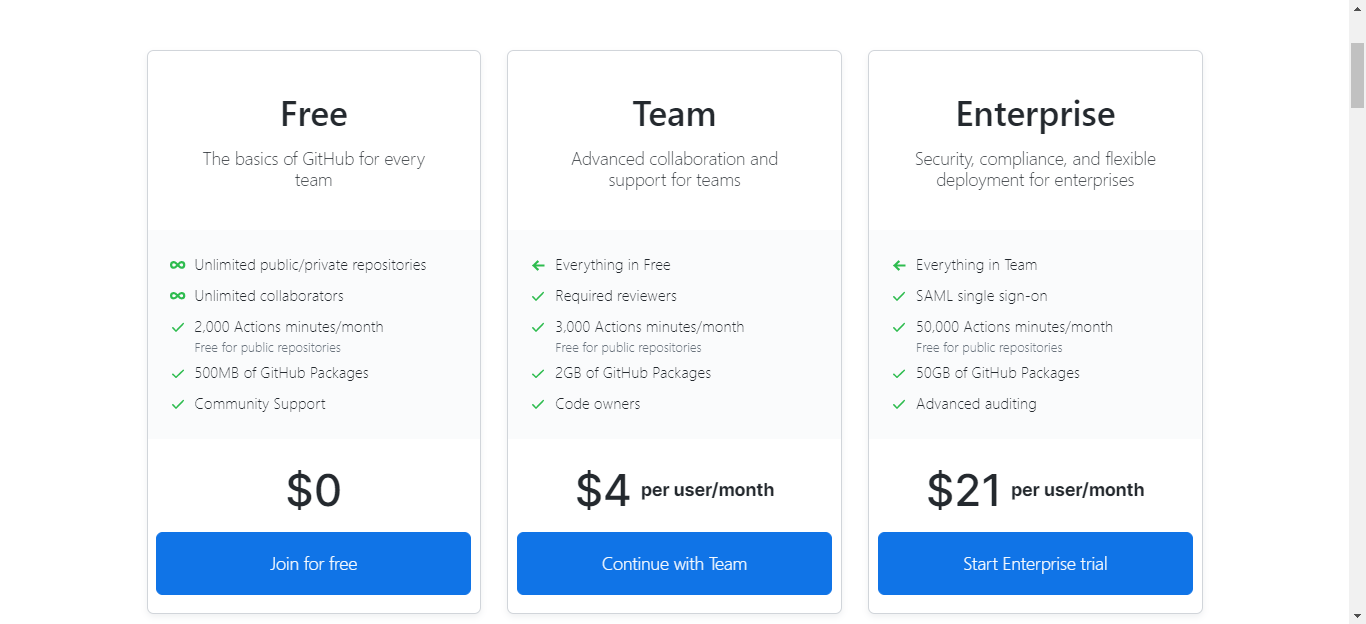 Free
The basics of GitHub for every
team
Unlimited public/private repositories
Unlimited collaborators
2,000 Actions minutes/month
Free for public repositories
500MB of GitHub Packages
Community Support
$0
Join for free
Team
Advanced collaboration and
support for teams
Everything in Free
Required reviewers
3,000 Actions minutes/month
Free for public repositories
2GB of GitHub Packages
Code owners
$4 per user/month
Continue with Team
Enterprise
Security, compliance, and flexible
deployment for enterprises
Everything in Team
SAML single sign-on
50,000 Actions minutes/month
Free for public repositories
50GB of GitHub Packages
Advanced auditing
$21 per user/month
Start Enterprise trial